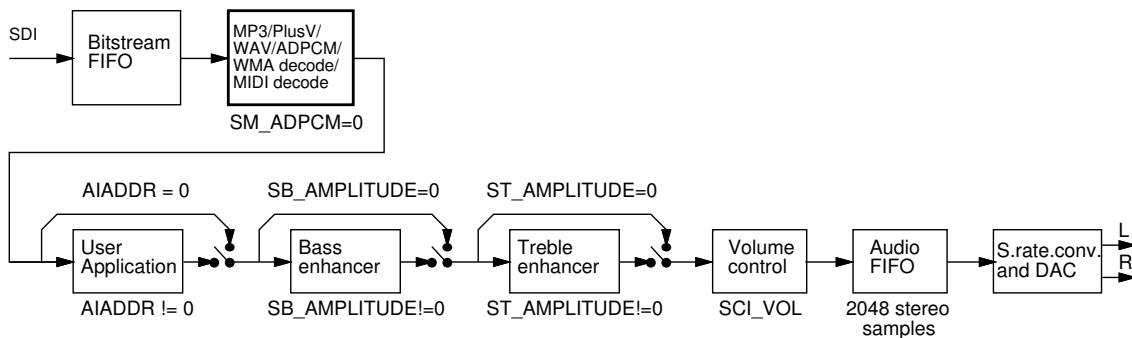 SDI
Bitstream
FIFO
MP3/PlusV/
WAV/ADPCM/
WMA decode/
MIDI decode
SM_ADPCM=0
AIADDR = 0
SB_AMPLITUDE=0
ST_AMPLITUDE=0
User
Application
Bass
enhancer
Treble
enhancer
Volume
control
Audio
FIFO
S.rate.conv.
and DAC
L
R
AIADDR != 0
SB_AMPLITUDE!=0
ST_AMPLITUDE!=0
SCI_VOL
2048 stereo
samples